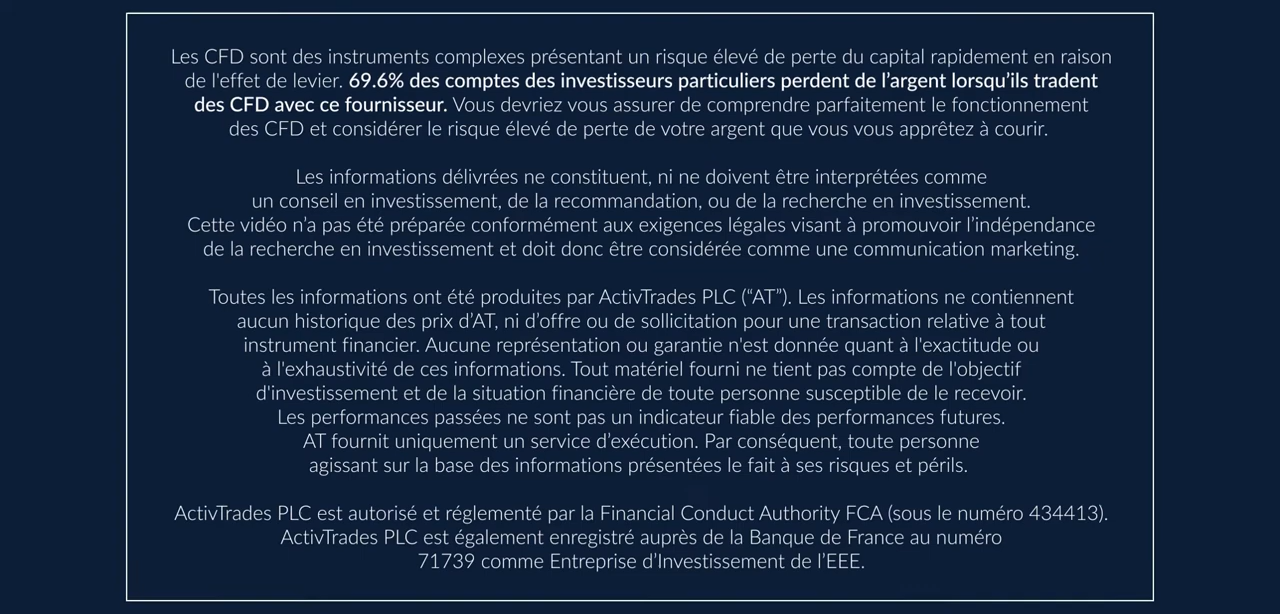 Les CFD sont des instruments complexes présentant un risque élevé de perte du capital rapidement en raison
de l'effet de levier. 69.6% des comptes des investisseurs particuliers perdent de l’argent lorsqu’ils tradent
des CFD avec ce fournisseur. Vous devriez vous assurer de comprendre parfaitement le fonctionnement
des CFD et considérer le risque élevé de perte de votre argent que vous vous apprêtez à courir.
Les informations délivrées ne constituent, ni ne doivent être interprétées comme
un conseil en investissement, de la recommandation, ou de la recherche en investissement.
Cette vidéo n’a pas été préparée conformément aux exigences légales visant à promouvoir l’indépendance
de la recherche en investissement et doit donc être considérée comme une communication marketing.
Toutes les informations ont été produites par ActivTrades PLC (“AT”). Les informations ne contiennent
aucun historique des prix d’AT, ni d’offre ou de sollicitation pour une transaction relative à tout
instrument financier. Aucune représentation ou garantie n'est donnée quant à l'exactitude ou
à l'exhaustivité de ces informations. Tout matériel fourni ne tient pas compte de l'objectif
d'investissement et de la situation financière de toute personne susceptible de le recevoir.
Les performances passées ne sont pas un indicateur fiable des performances futures.
AT fournit uniquement un service d’exécution. Par conséquent, toute personne
agissant sur la base des informations présentées le fait à ses risques et périls.
ActivTrades PLC est autorisé et réglementé par la Financial Conduct Authority FCA (sous le numéro 434413).
ActivTrades PLC est également enregistré auprès de la Banque de France au numéro
71739 comme Entreprise d’Investissement de l’EEE.